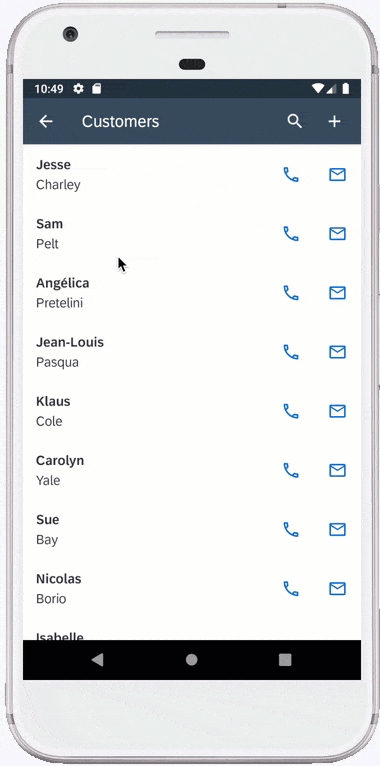 10:49
Customers
Jesse
Charley
Sam
Pelt
Angélica
Pretelini
Jean-Louis
Pasqua
Klaus
Cole
Carolyn
Yale
Sue
Bay
Nicolas
Borio
Isabelle